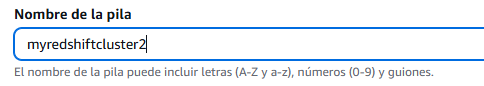 Nombre de la pila
myredshiftcluster2
El nombre de la pila puede incluir letras (A-Z y a-z), números (0-9) y guiones.